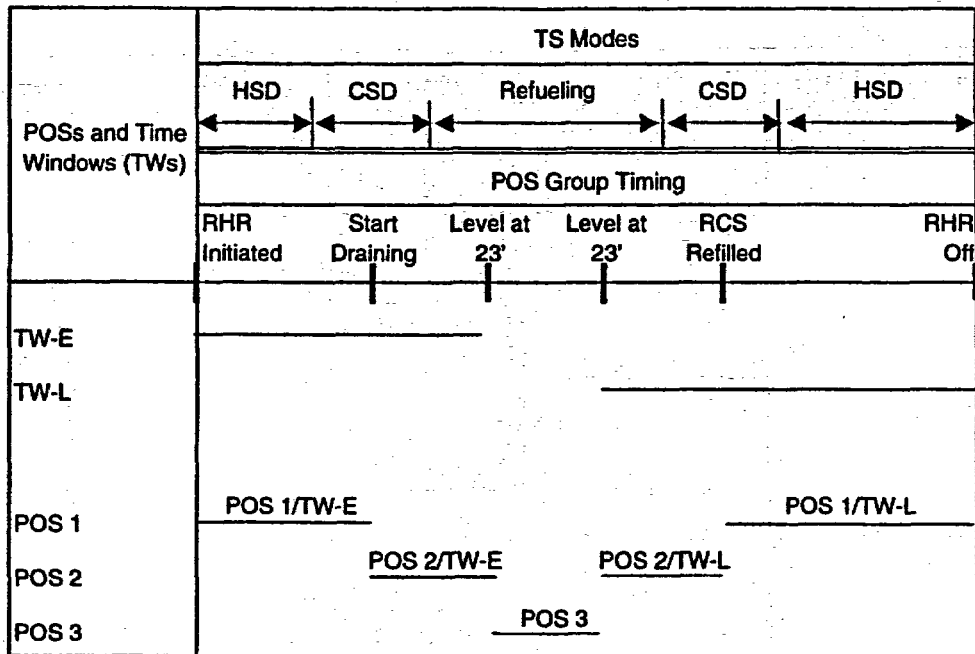 TS Modes
HSD CSD Refueling CSD HSD
POSs and Time
Windows (TWs)
POS Group Timing
RHR Start Level at Level at RCS RHR
Initiated Draining 23' 23' Refilled Off
TW-E
TW-L
POS 1/TW-E POS 1/TW-L
POS 1
POS 2/TW-E POS 2/TW-L
POS 2
POS 3
POS 3